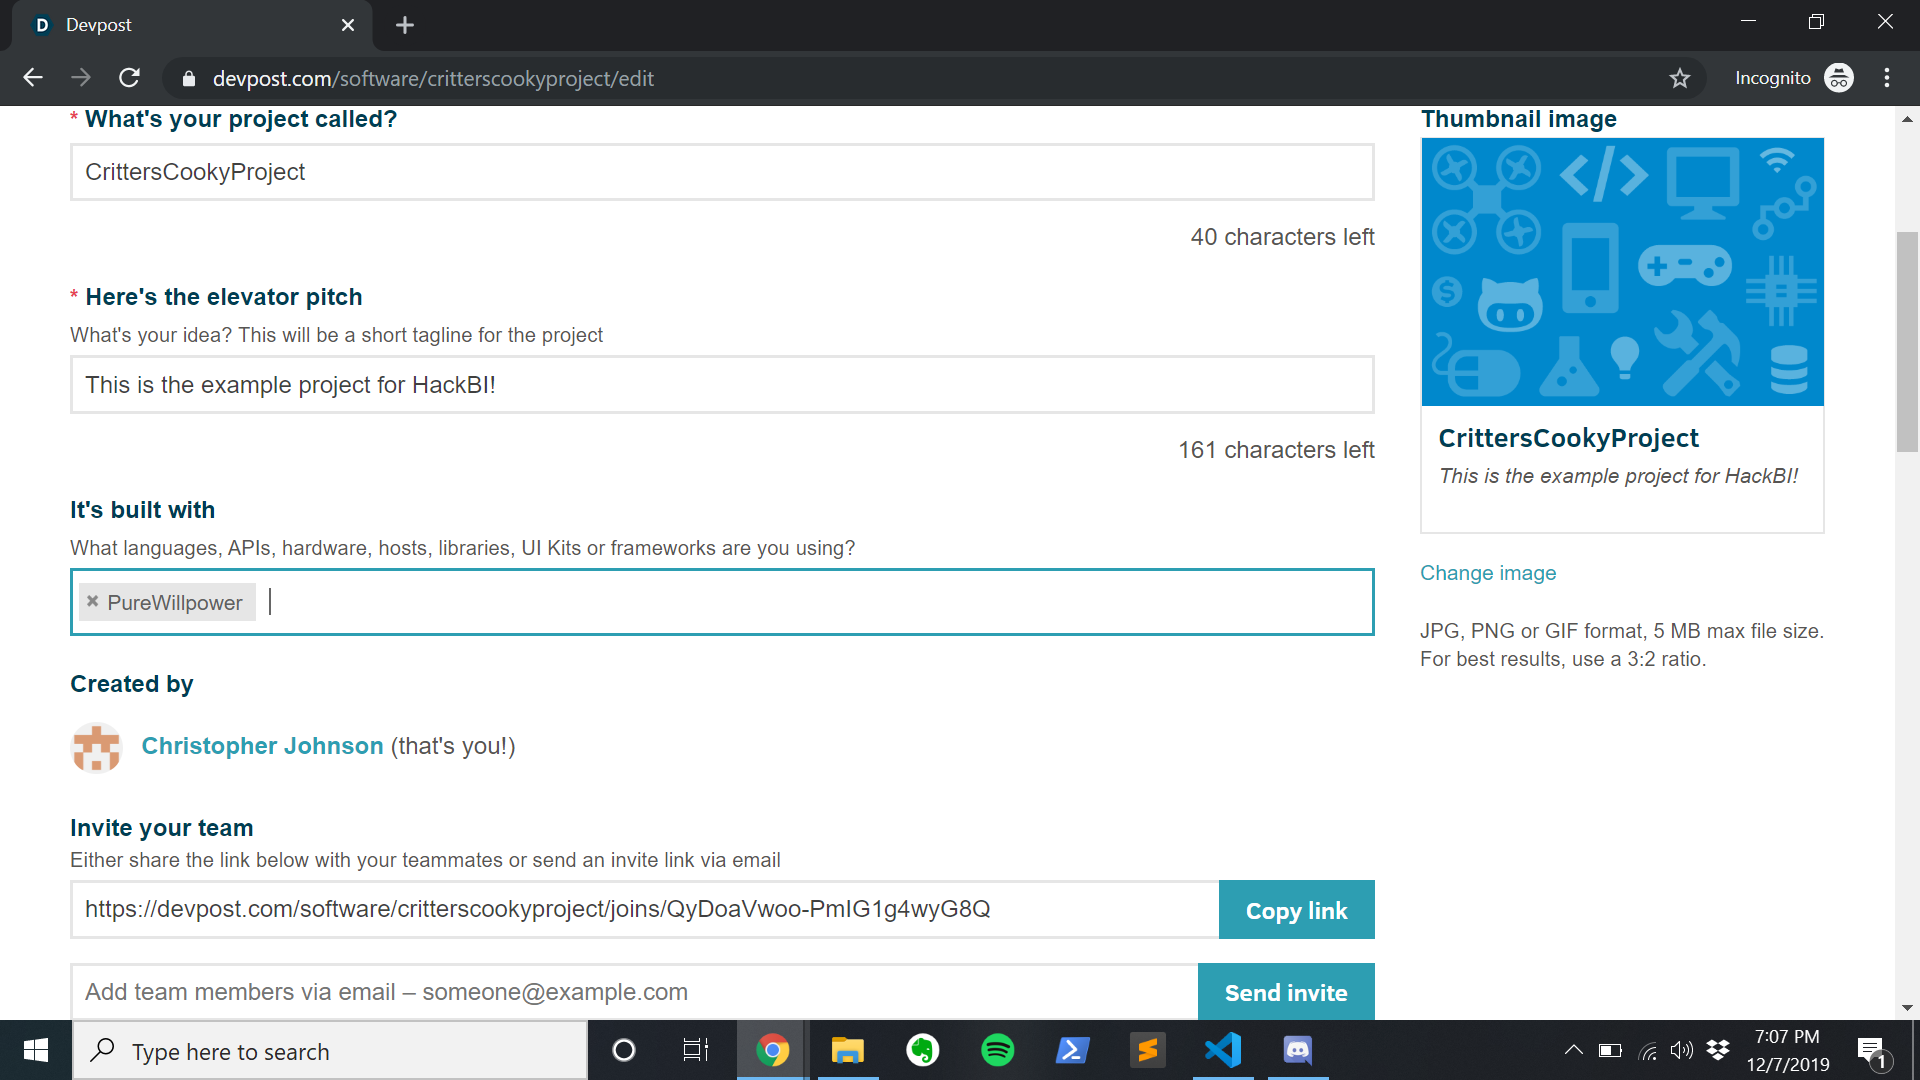 Devpost
devpost.com/software/critterscookyproject/edit
Incognito
* What's your project called?
CrittersCookyProject
40 characters left
* Here's the elevator pitch
What's your idea? This will be a short tagline for the project
This is the example project for HackBI!
161 characters left
It's built with
What languages, APIs, hardware, hosts, libraries, UI Kits or frameworks are you using?
PureWillpower
Created by
Christopher Johnson (that's you!)
Invite your team
Either share the link below with your teammates or send an invite link via email
https://devpost.com/software/critterscookyproject/joins/QyDoaVwoo-PmIG1g4wyG8Q
Copy link
Add team members via email – someone@example.com
Send invite
Thumbnail image
CrittersCookyProject
This is the example project for HackBI!
Change image
JPG, PNG or GIF format, 5 MB max file size.
For best results, use a 3:2 ratio.
Type here to search
7:07 PM
12/7/2019
1